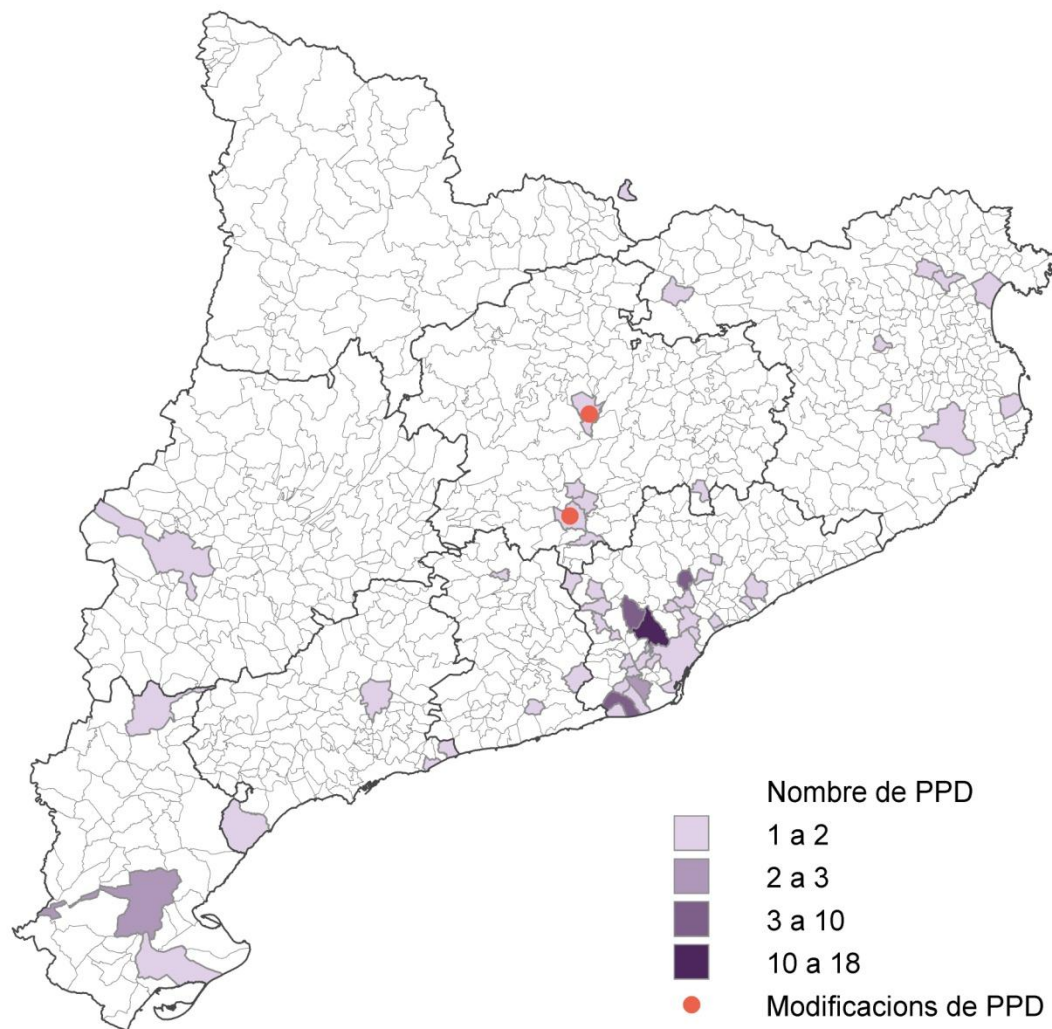 Nombre de PPD
1 a 2
2 a 3
3 a 10
10 a 18
Modificacions de PPD